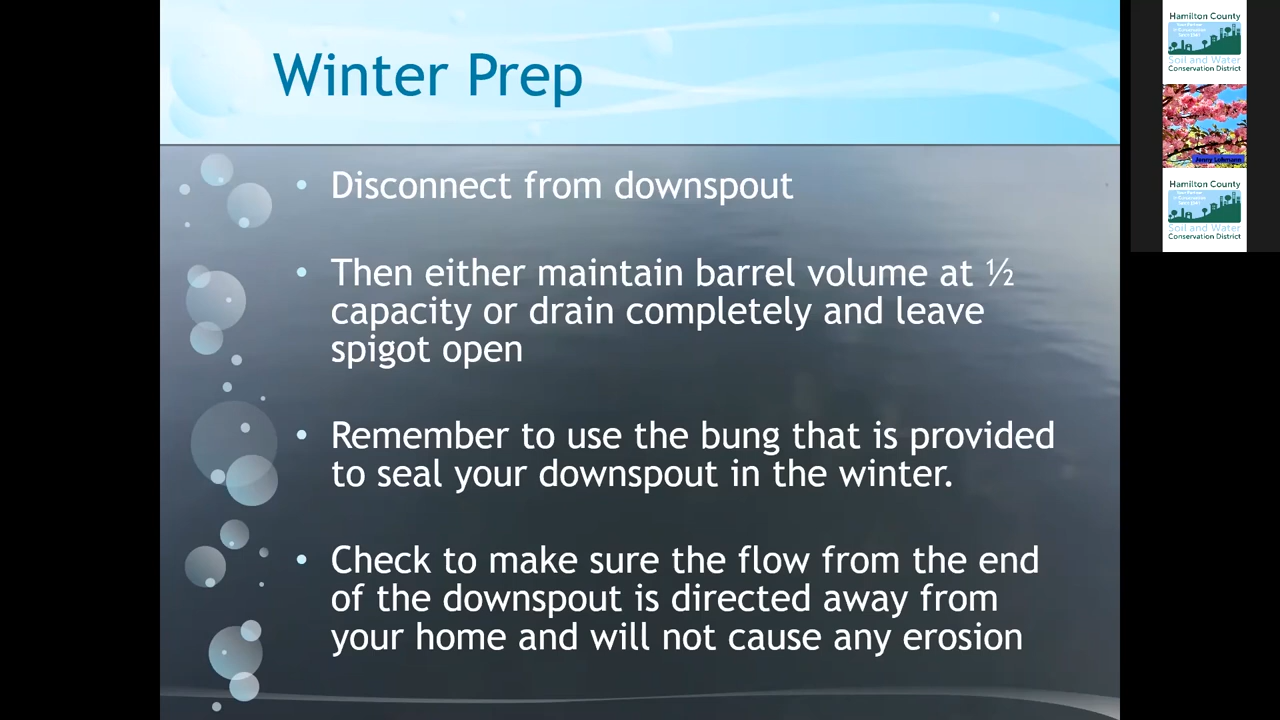 Winter Prep
• Disconnect from downspout
• Then either maintain barrel volume at ½
capacity or drain completely and leave
spigot open
• Remember to use the bung that is provided
to seal your downspout in the winter.
• Check to make sure the flow from the end
of the downspout is directed away from
your home and will not cause any erosion
Hamilton County
Soil and Water
Conservation District
Jenny Luhmann
Hamilton County
Soil and Water
Conservation District